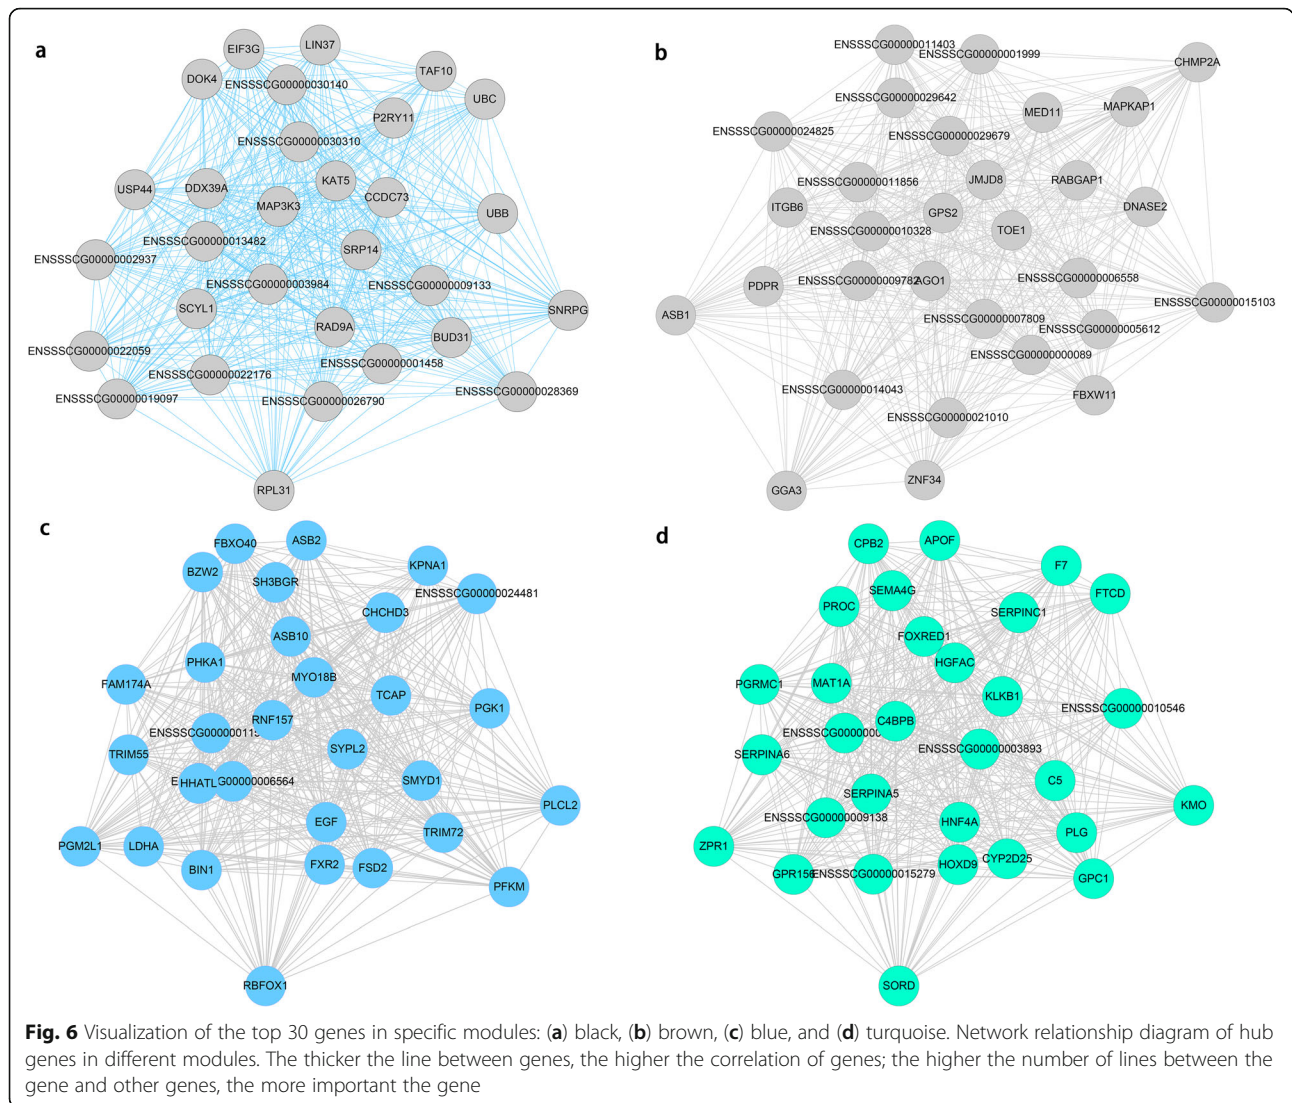 a
EIF3G
LIN37
DOK4
ENSSSCG00000030140
TAF10
UBC
P2RY11
ENSSSCG00000030310
USP44
DDX39A
KAT5
MAP3K3
CCDC73
UBB
ENSSSCG00000013482
SRP14
ENSSSCG00000002937
ENSSSCG00000003984
ENSSSCG00000009133
SCYL1
SNRPG
RAD9A
BUD31
ENSSSCG00000022059
ENSSSCG00000001458
ENSSSCG00000022176
ENSSSCG00000028369
ENSSSCG00000019097
ENSSSCG00000026790
RPL31
b
ENSSSCG00000011403
ENSSSCG00000001999
CHMP2A
ENSSSCG00000029642
MED11
MAPKAP1
ENSSSCG00000024825
ENSSSCG00000029679
ENSSSCG00000011856
JMJD8
RABGAP1
ITGB6
GPS2
DNASE2
ENSSSCG00000010328
TOE1
PDPR
ENSSSCG00000009782
AGO1
ENSSSCG00000006558
ENSSSCG00000015103
ASB1
ENSSSCG00000007809
ENSSSCG00000005612
ENSSSCG00000000089
ENSSSCG00000014043
FBXW11
ENSSSCG00000021010
GGA3
ZNF34
c
FBXO40
ASB2
BZW2
SH3BGR
KPNA1
ENSSSCG00000024481
CHCHD3
ASB10
PHKA1
FAM174A
MYO18B
TCAP
PGK1
RNF157
ENSSSCG000000115
TRIM55
SYPL2
E
HHATL
G00000006564
SMYD1
PLCL2
EGF
TRIM72
PGM2L1
LDHA
BIN1
FXR2
FSD2
PFKM
RBFOX1
d
CPB2
APOF
F7
SEMA4G
FTCD
PROC
SERPINC1
FOXRED1
HGFAC
PGRMC1
MAT1A
KLKB1
ENSSSCG00000010546
C4BPB
ENSSSCG0000000
ENSSSCG00000003893
SERPINA6
C5
SERPINA5
KMO
ENSSSCG00000009138
HNF4A
PLG
ZPR1
GPR156
ENSSSCG00000015279
HOXD9
CYP2D25
GPC1
SORD
Fig. 6 Visualization of the top 30 genes in specific modules: (a) black, (b) brown, (c) blue, and (d) turquoise. Network relationship diagram of hub
genes in different modules. The thicker the line between genes, the higher the correlation of genes; the higher the number of lines between the
gene and other genes, the more important the gene